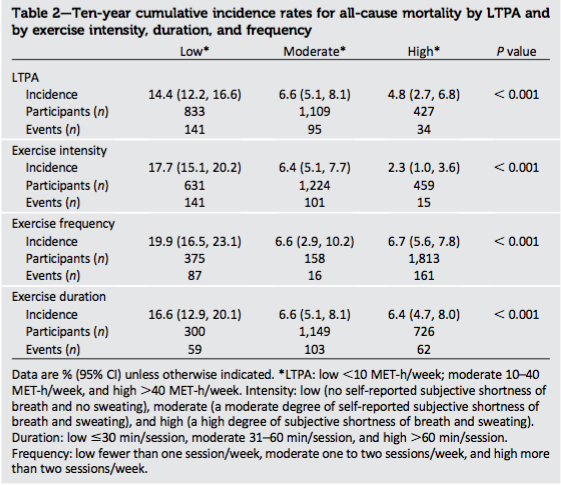 Table 2—Ten-year cumulative incidence rates for all-cause mortality by LTPA and
by exercise intensity, duration, and frequency
Low* Moderate* High* P value
LTPA
Incidence 14.4 (12.2, 16.6) 6.6 (5.1, 8.1) 4.8 (2.7, 6.8) < 0.001
Participants (n) 833 1,109 427
Events (n) 141 95 34
Exercise intensity
Incidence 17.7 (15.1, 20.2) 6.4 (5.1, 7.7) 2.3 (1.0, 3.6) < 0.001
Participants (n) 631 1,224 459
Events (n) 141 101 15
Exercise frequency
Incidence 19.9 (16.5, 23.1) 6.6 (2.9, 10.2) 6.7 (5.6, 7.8) < 0.001
Participants (n) 375 158 1,813
Events (n) 87 16 161
Exercise duration
Incidence 16.6 (12.9, 20.1) 6.6 (5.1, 8.1) 6.4 (4.7, 8.0) < 0.001
Participants (n) 300 1,149 726
Events (n) 59 103 62
Data are % (95% CI) unless otherwise indicated. *LTPA: low <10 MET-h/week; moderate 10–40
MET-h/week, and high >40 MET-h/week. Intensity: low (no self-reported subjective shortness of
breath and no sweating), moderate (a moderate degree of self-reported subjective shortness of
breath and sweating), and high (a high degree of subjective shortness of breath and sweating).
Duration: low ≤30 min/session, moderate 31–60 min/session, and high >60 min/session.
Frequency: low fewer than one session/week, moderate one to two sessions/week, and high more
than two sessions/week.